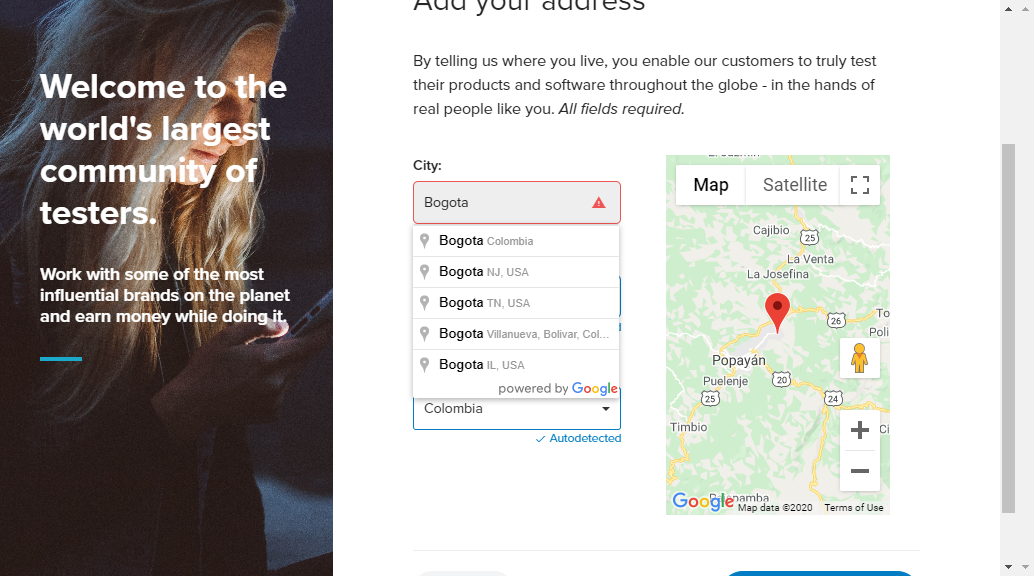 Add your address
Welcome to the
world's largest
community of
testers.
Work with some of the most
influential brands on the planet
and earn money while doing it.
By telling us where you live, you enable our customers to truly test
their products and software throughout the globe - in the hands of
real people like you. All fields required.
City:
Bogota
Bogota Colombia
Bogota NJ, USA
Bogota TN, USA
Bogota Villanueva, Bolivar, Col...
Bogota IL, USA
powered by Google
Colombia
Autodetected
Map Satellite
Cajibio
25
La Venta
La Josefina
26
Popayán
Puelenje
20
25
24
Timbio
Google
Map data ©2020 Terms of Use